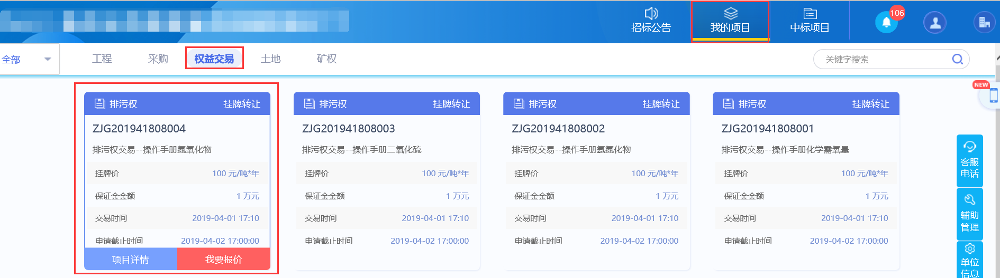 招标公告
我的项目
中标项目
106
全部
工程
采购
权益交易
土地
矿权
关键字搜索
NEW
排污权 挂牌转让
ZJG201941808004
排污权交易--操作手册氮氧化物
挂牌价 100 元/吨*年
保证金金额 1 万元
交易时间 2019-04-01 17:10
申请截止时间 2019-04-02 17:00:00
项目详情 我要报价
排污权 挂牌转让
ZJG201941808003
排污权交易--操作手册二氧化硫
挂牌价 100 元/吨*年
保证金金额 1 万元
交易时间 2019-04-01 17:10
申请截止时间 2019-04-02 17:00:00
排污权 挂牌转让
ZJG201941808002
排污权交易--操作手册氨氮化物
挂牌价 100 元/吨*年
保证金金额 1 万元
交易时间 2019-04-01 17:10
申请截止时间 2019-04-02 17:00:00
排污权 挂牌转让
ZJG201941808001
排污权交易--操作手册化学需氧量
挂牌价 100 元/吨*年
保证金金额 1 万元
交易时间 2019-04-01 17:10
申请截止时间 2019-04-02 17:00:00
客服
电话
辅助
管理
单位
信息